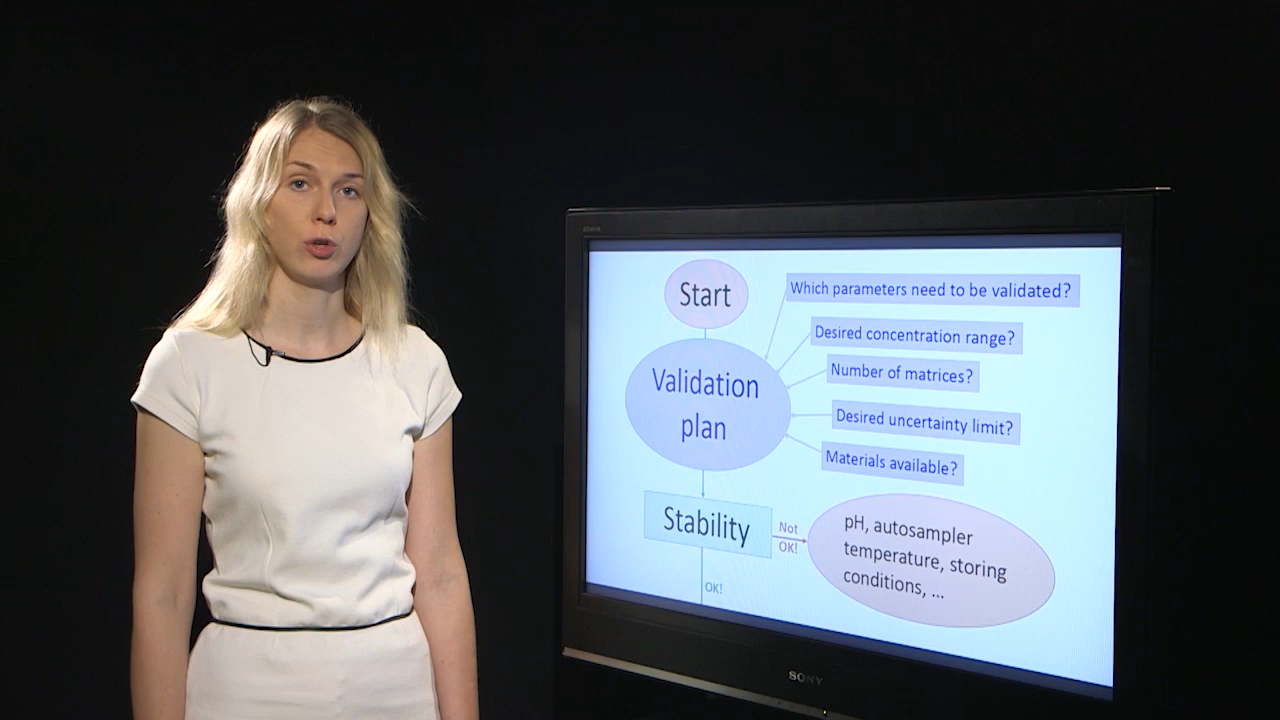 Start
Which parameters need to be validated?
Desired concentration range?
Validation
plan
Number of matrices?
Desired uncertainty limit?
Materials available?
Stability
Not
OK!
pH, autosampler
temperature, storing
conditions, ...
OK!
SONY